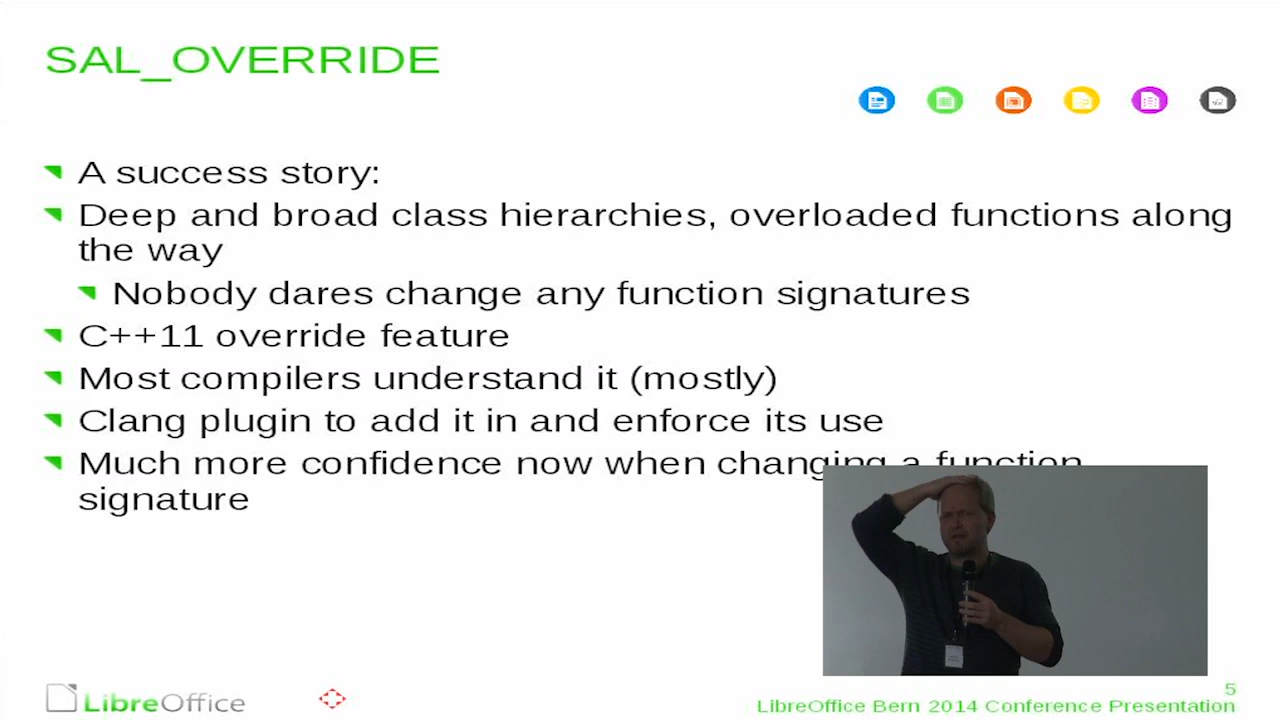 SAL_OVERRIDE
A success story:
Deep and broad class hierarchies, overloaded functions along
the way
Nobody dares change any function signatures
C++11 override feature
Most compilers understand it (mostly)
Clang plugin to add it in and enforce its use
Much more confidence now when changing a function
signature
LibreOffice
5
LibreOffice Bern 2014 Conference Presentation